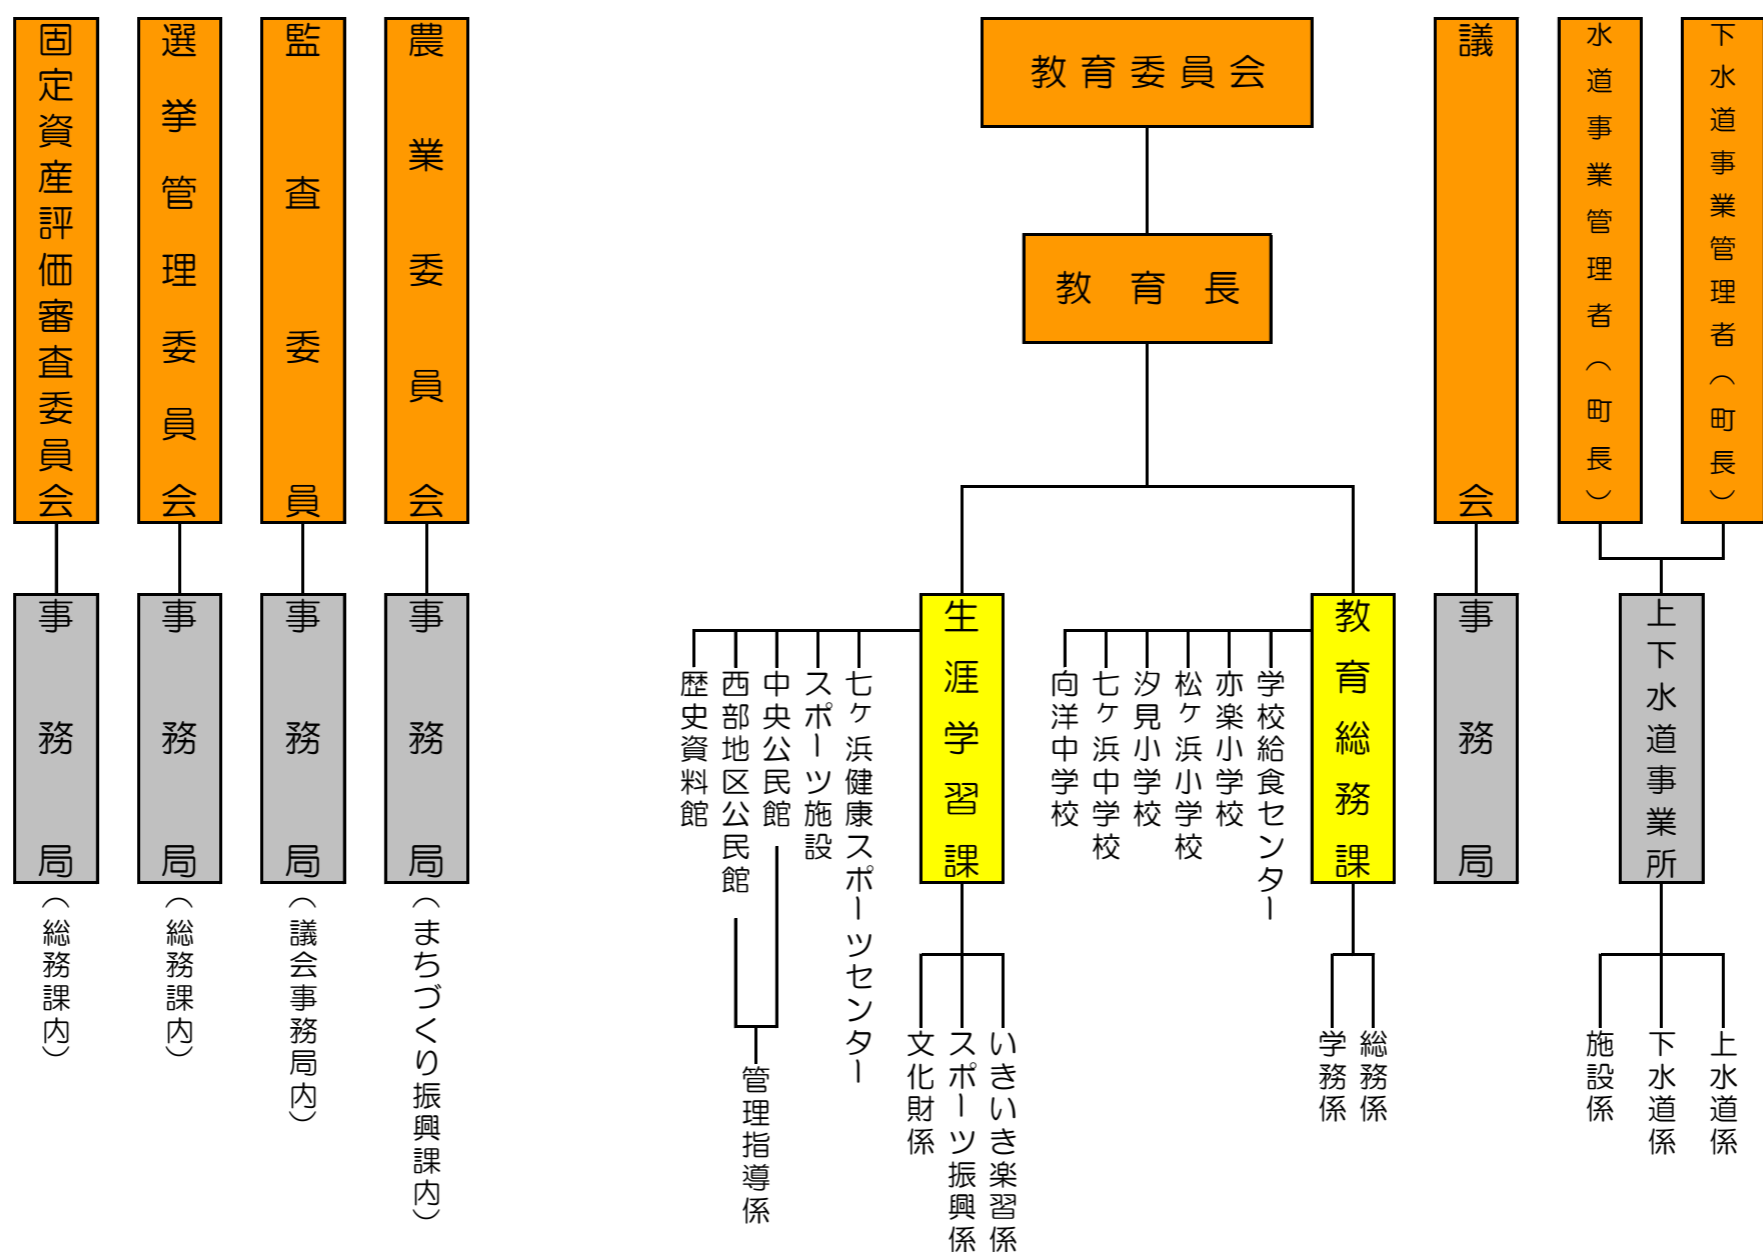 下水道事業管理者（町長）
水道事業管理者（町長）
上下水道事業所
上水道係
下水道係
施設係
議会
事務局
教育委員会
教育長
教育総務課
総務係
学務係
学校給食センター
亦楽小学校
松ヶ浜小学校
汐見小学校
七ヶ浜中学校
向洋中学校
生涯学習課
いきいき楽習係
スポーツ振興係
文化財係
七ヶ浜健康スポーツセンター
スポーツ施設
中央公民館
西部地区公民館
管理指導係
歴史資料館
農業委員会
事務局
（まちづくり振興課内）
監査委員
事務局
（議会事務局内）
選挙管理委員会
事務局
（総務課内）
固定資産評価審査委員会
事務局
（総務課内）